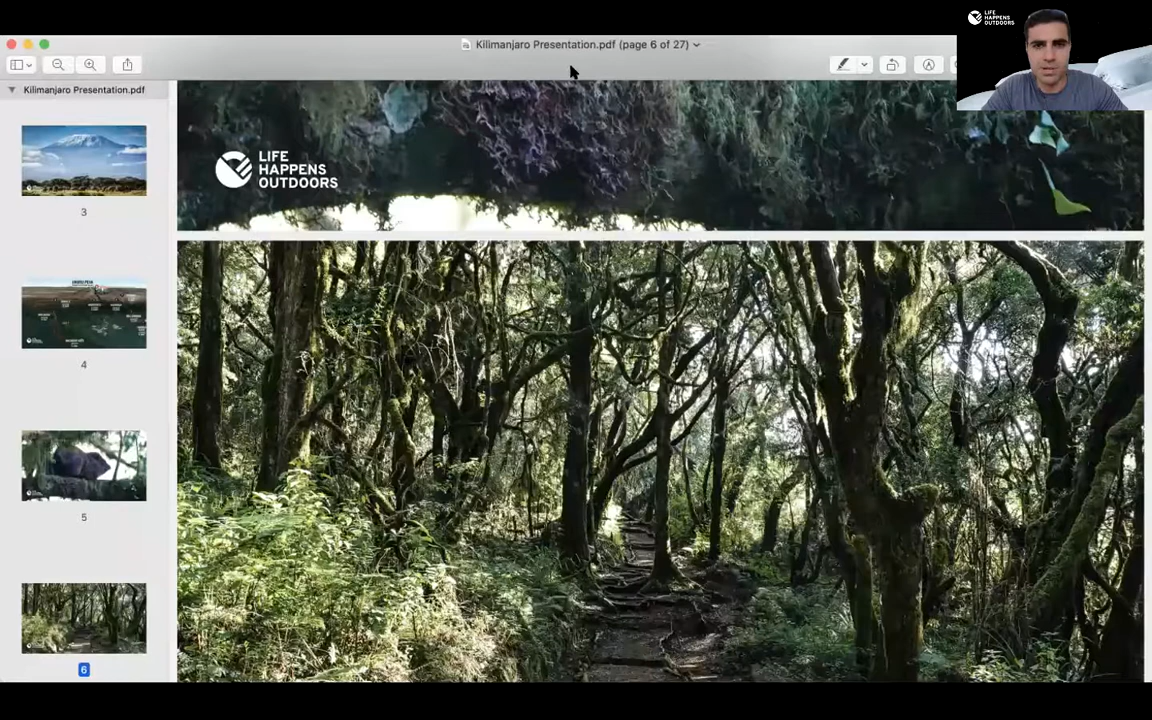 LIFE
HAPPENS
OUTDOORS
Kilimanjaro Presentation.pdf (page 6 of 27)
Kilimanjaro Presentation.pdf
3
4
5
6
LIFE
HAPPENS
OUTDOORS